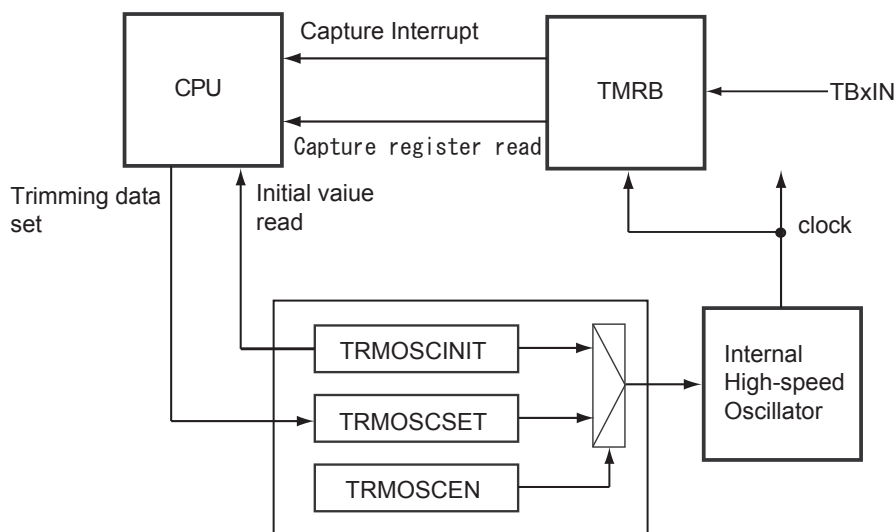 Capture Interrupt
CPU
TMRB
TBxIN
Capture register read
Trimming data
set
Initial vaiue
read
clock
TRMOSCINIT
TRMOSCSET
TRMOSCEN
Internal
High-speed
Oscillator